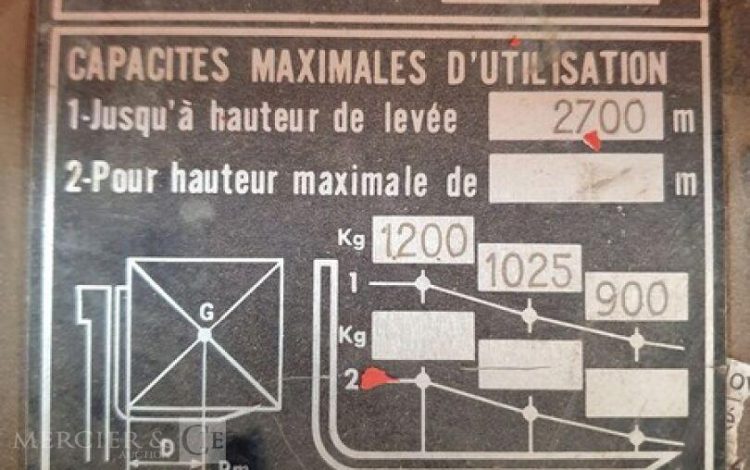 CAPACITES MAXIMALES D'UTILISATION
1-Jusqu'à hauteur de levée 2700 m
2-Pour hauteur maximale de m
Kg 1200 1025 900
1
G
Kg
2
D
MERCIER & CIE
AUCTION